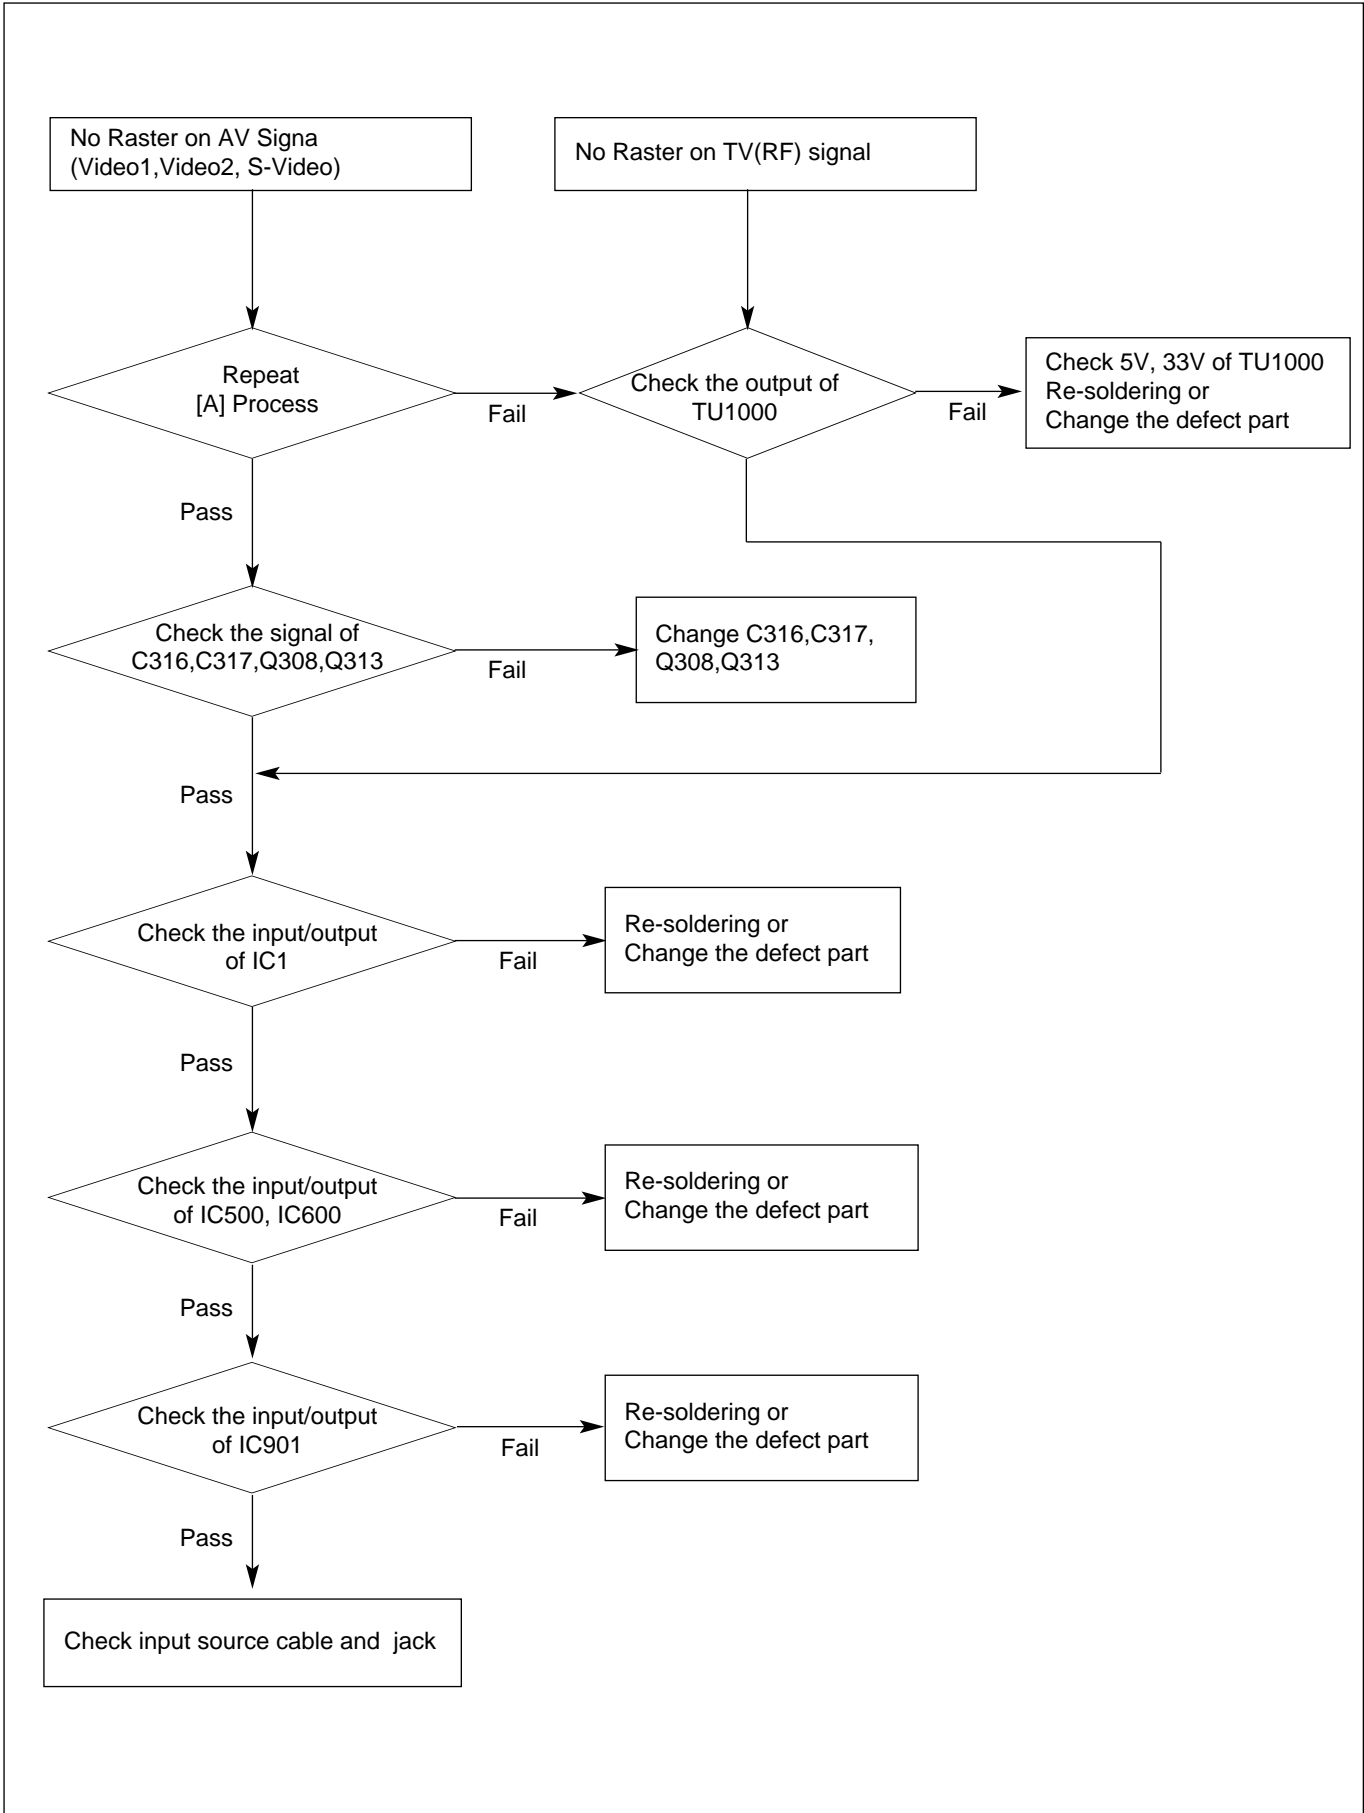 No Raster on AV Signa
(Video1,Video2, S-Video)
No Raster on TV(RF) signal
Repeat
[A] Process
Fail
Check the output of
TU1000
Fail
Check 5V, 33V of TU1000
Re-soldering or
Change the defect part
Pass
Check the signal of
C316,C317,Q308,Q313
Fail
Change C316,C317,
Q308,Q313
Pass
Check the input/output
of IC1
Fail
Re-soldering or
Change the defect part
Pass
Check the input/output
of IC500, IC600
Fail
Re-soldering or
Change the defect part
Pass
Check the input/output
of IC901
Fail
Re-soldering or
Change the defect part
Pass
Check input source cable and  jack